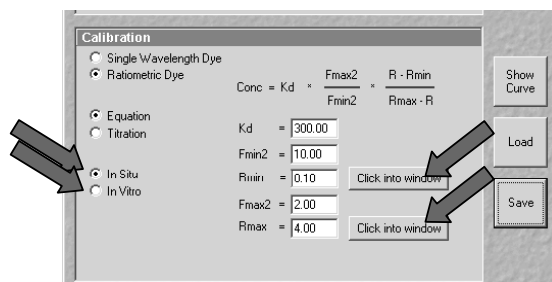 Calibration
Single Wavelength Dye
Ratiometric Dye
Conc = Kd * Fmax2 / Fmin2 * R - Rmin / Rmax - R
Equation
Titration
Kd = 300.00
Fmin2 = 10.00
In Situ
Rmin = 0.10 Click into window
In Vitro
Fmax2 = 2.00
Rmax = 4.00 Click into window
Show
Curve
Load
Save